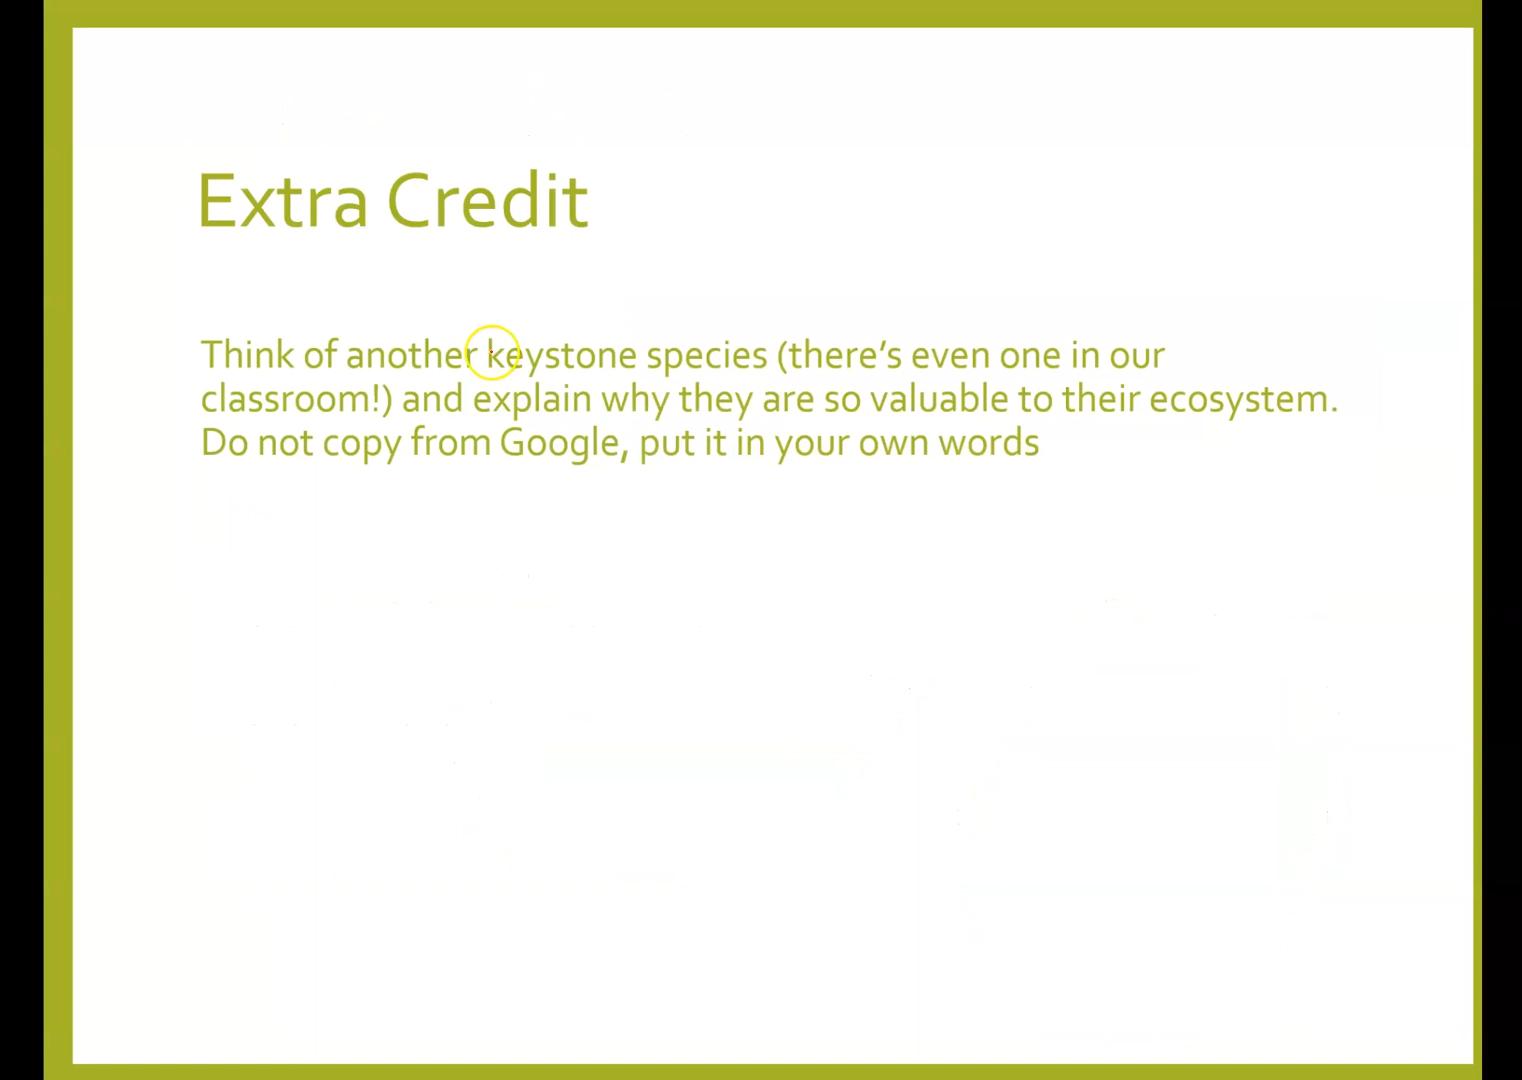 Extra Credit
Think of another keystone species (there’s even one in our
classroom!) and explain why they are so valuable to their ecosystem.
Do not copy from Google, put it in your own words